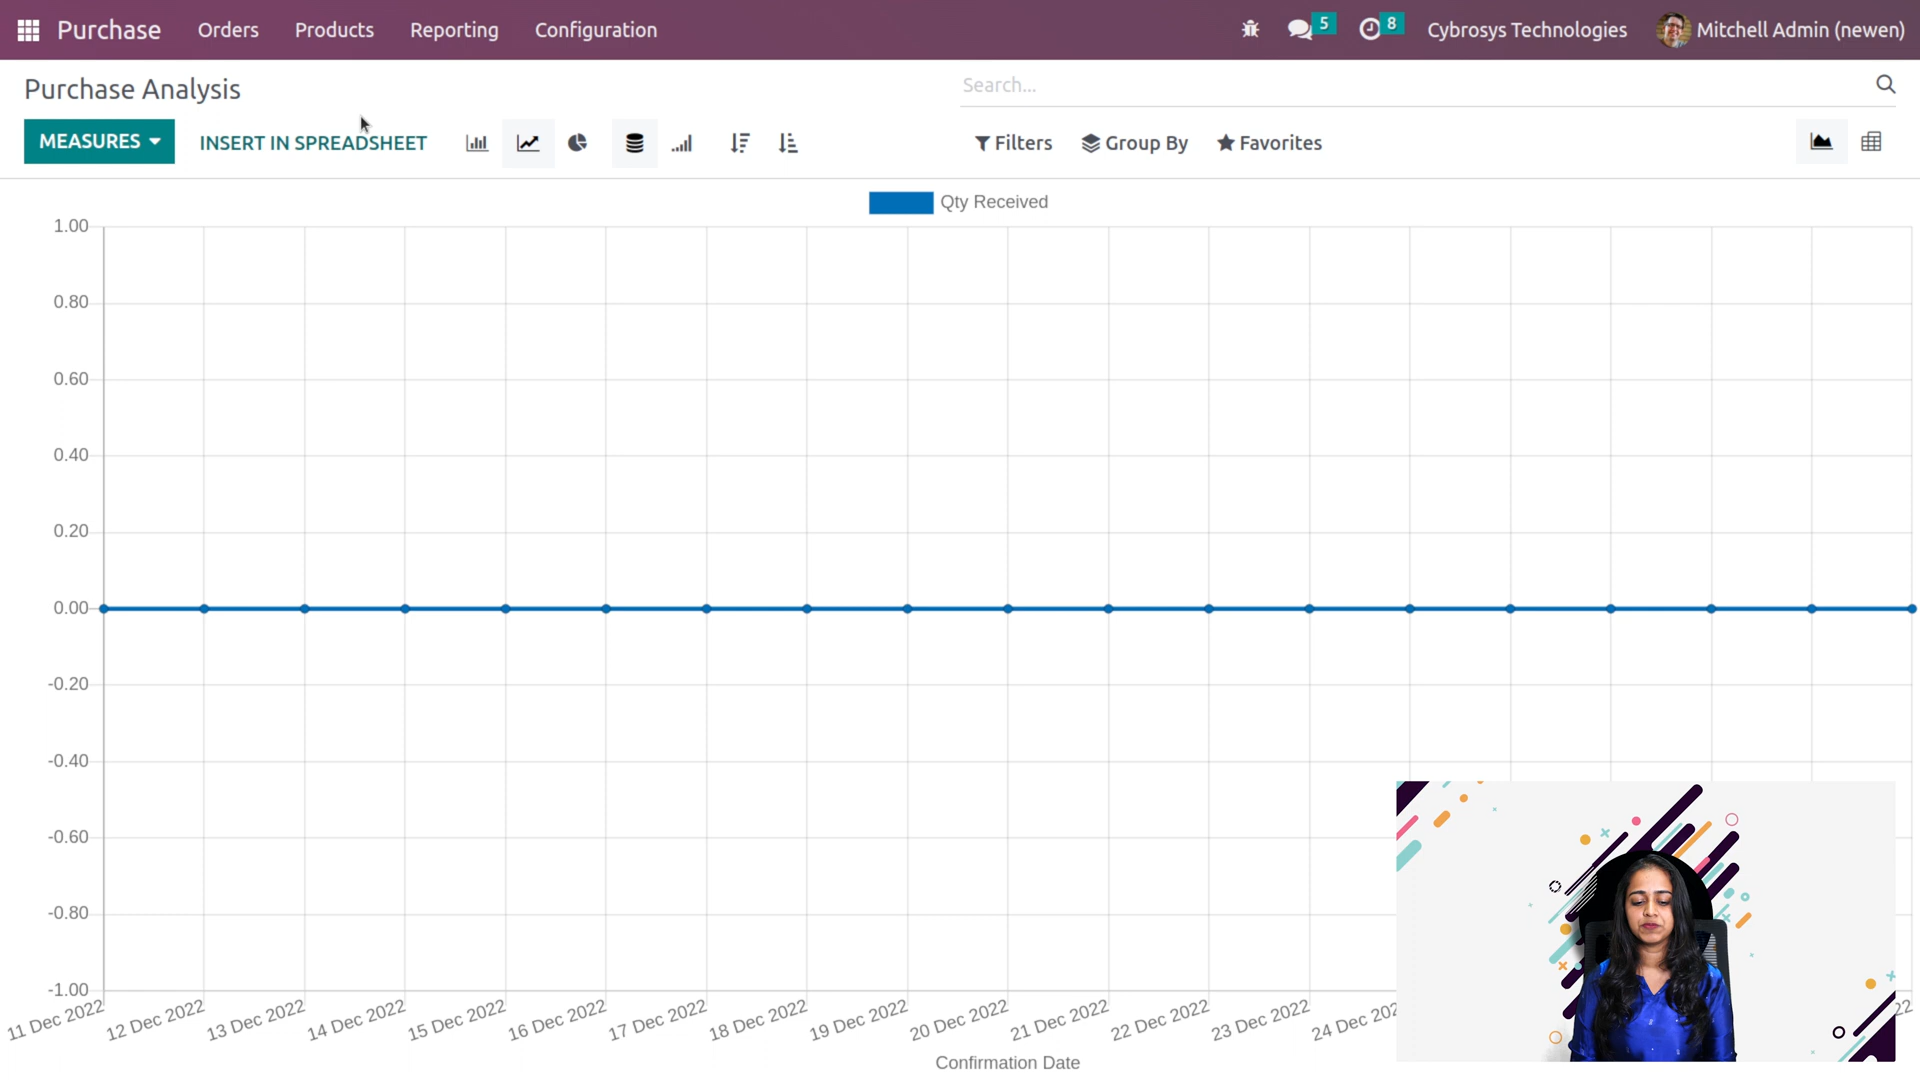 Purchase Orders Products Reporting Configuration 5 8 Cybrosys Technologies Mitchell Admin (newen)
Purchase Analysis Search...
MEASURES INSERT IN SPREADSHEET Filters Group By Favorites
Qty Received
1.00
0.80
0.60
0.40
0.20
0.00
-0.20
-0.40
-0.60
-0.80
-1.00
11 Dec 2022 12 Dec 2022 13 Dec 2022 14 Dec 2022 15 Dec 2022 16 Dec 2022 17 Dec 2022 18 Dec 2022 19 Dec 2022 20 Dec 2022 21 Dec 2022 22 Dec 2022 23 Dec 2022 24 Dec
Confirmation Date